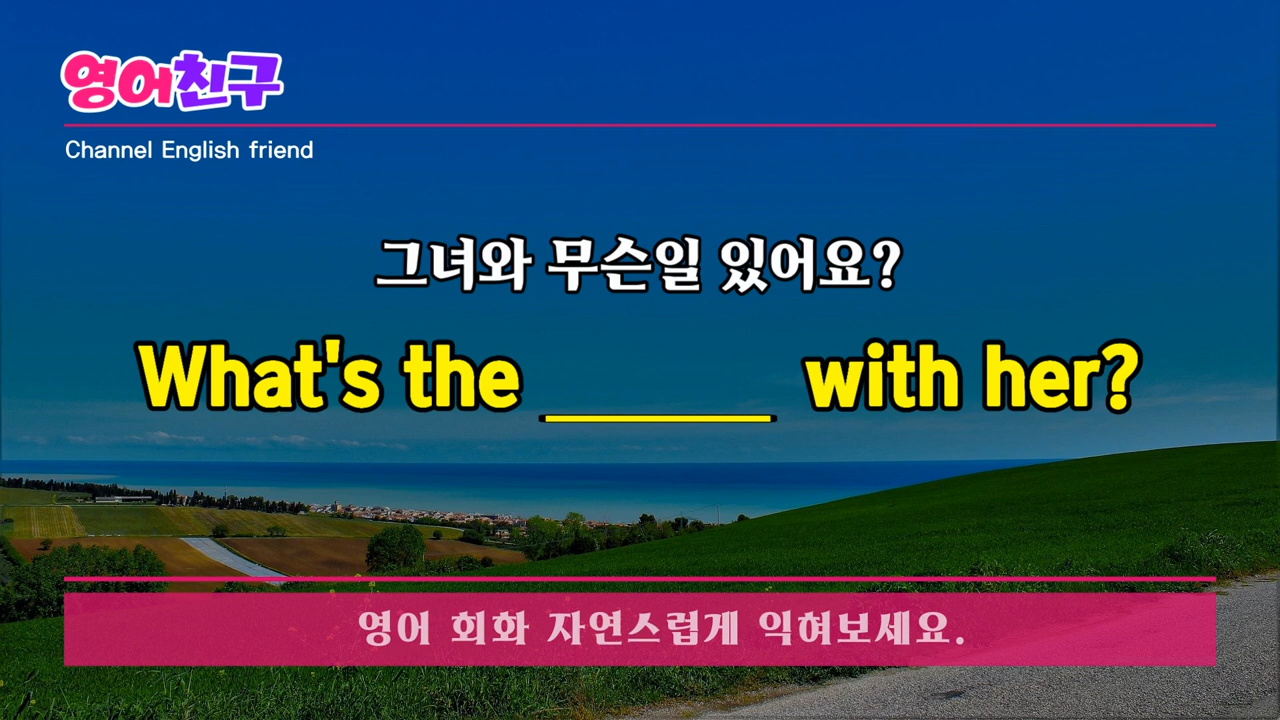 영어친구
Channel English friend
그녀와 무슨일 있어요?
What's the ______ with her?
영어 회화 자연스럽게 익혀보세요.